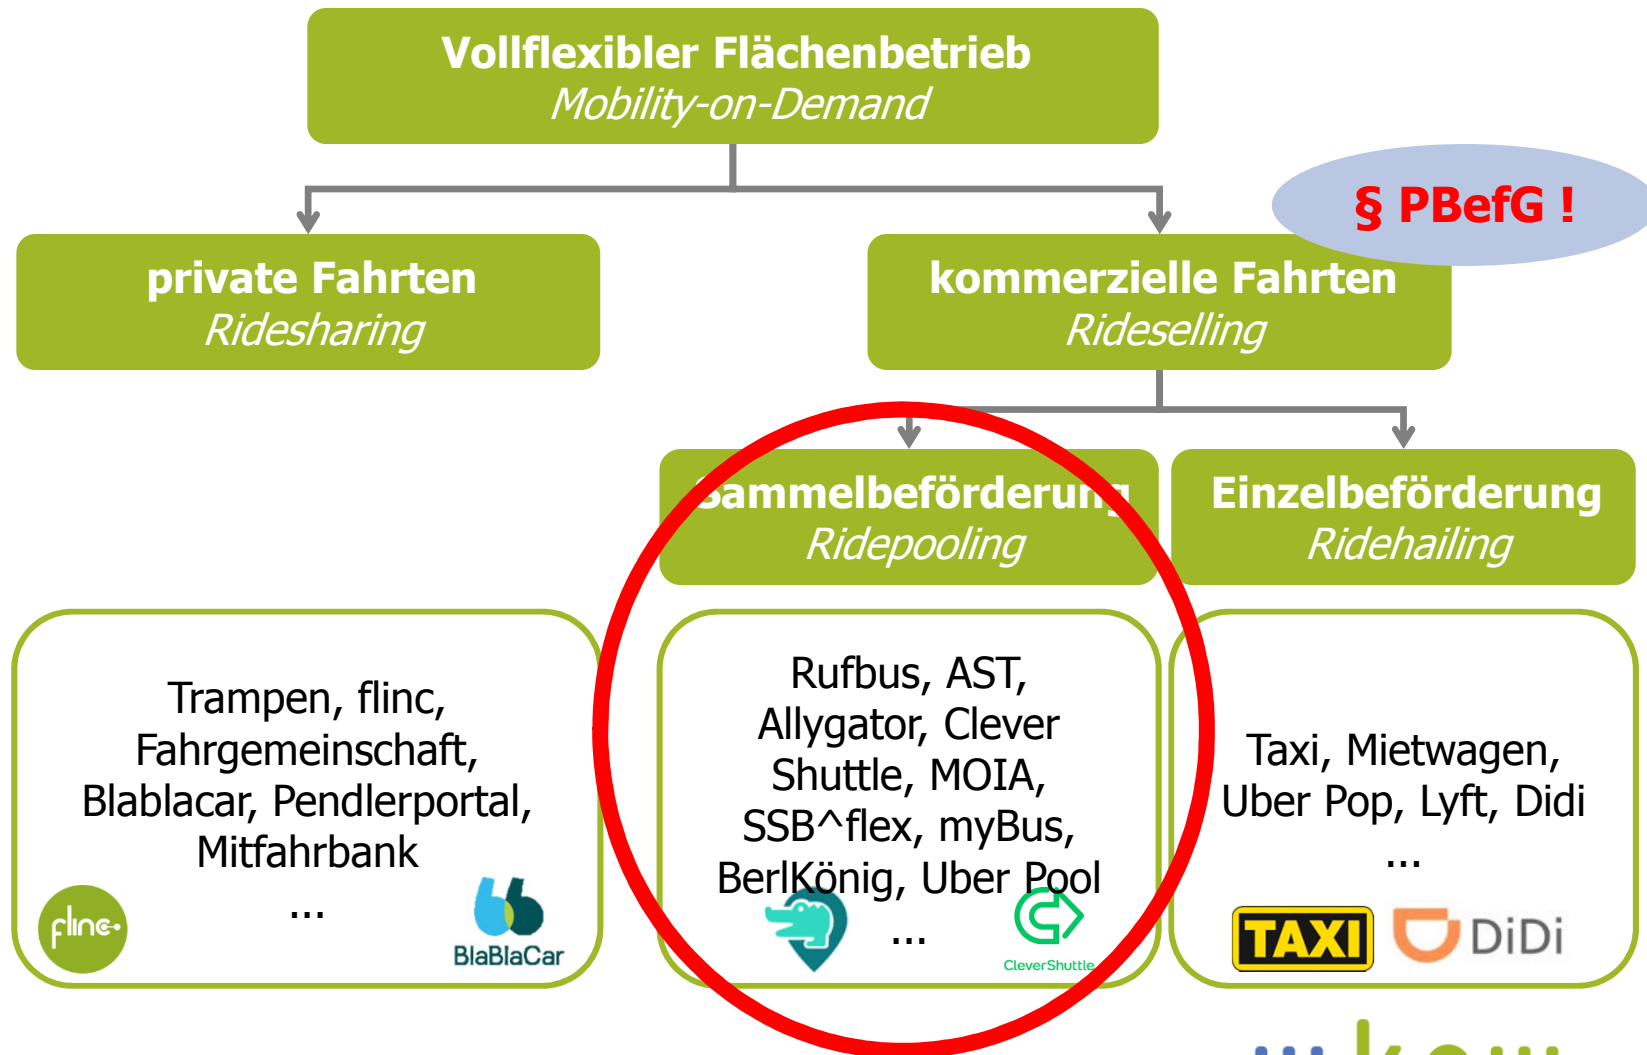 Vollflexibler Flächenbetrieb
Mobility-on-Demand
§ PBefG !
private Fahrten
Ridesharing
kommerzielle Fahrten
Rideselling
Sammelbeförderung
Ridepooling
Einzelbeförderung
Ridehailing
Trampen, flinc,
Fahrgemeinschaft,
Blablacar, Pendlerportal,
Mitfahrbank
...
flinc
BlaBlaCar
Rufbus, AST,
Allygator, Clever
Shuttle, MOIA,
SSB^flex, myBus,
BerlKönig, Uber Pool
...
CleverShuttle
Taxi, Mietwagen,
Uber Pop, Lyft, Didi
...
TAXI
DiDi